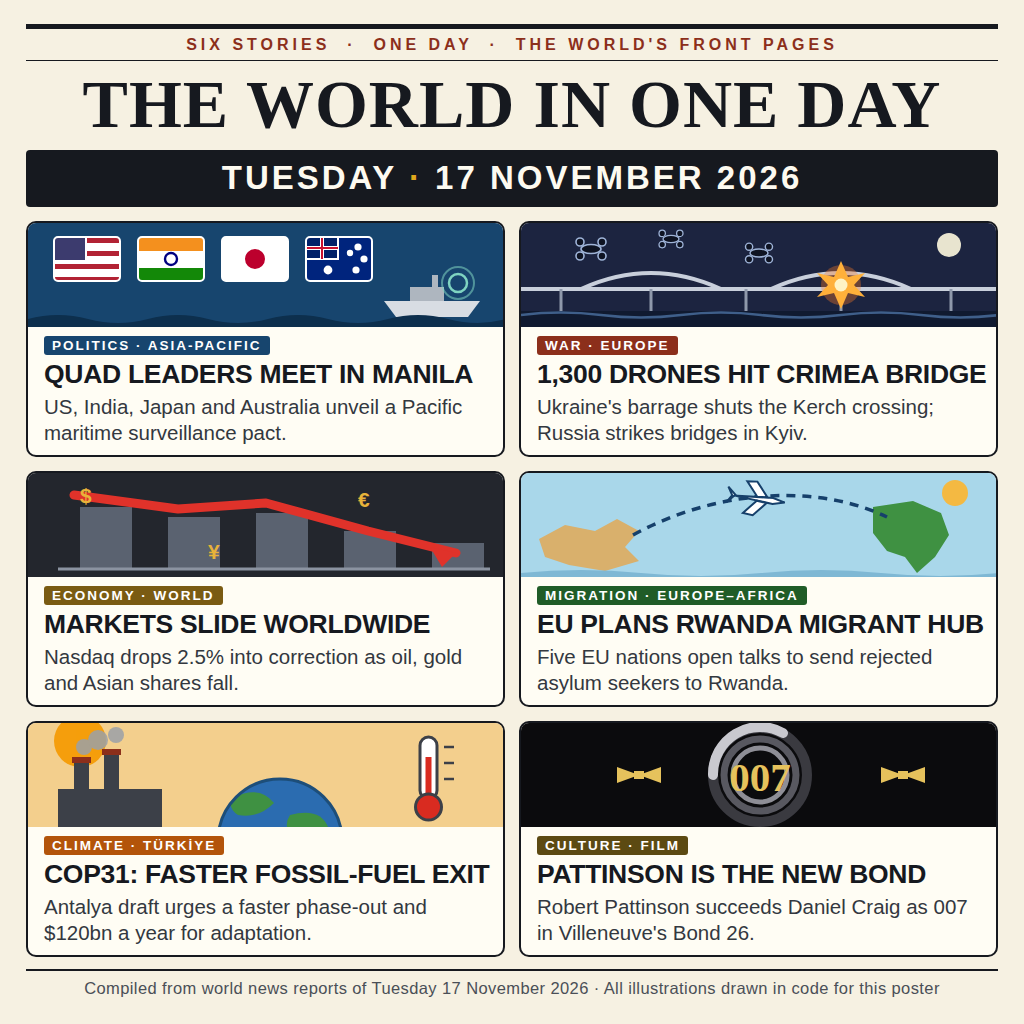 SIX STORIES · ONE DAY · THE WORLD'S FRONT PAGES
THE WORLD IN ONE DAY
TUESDAY · 17 NOVEMBER 2026
POLITICS · ASIA-PACIFIC
QUAD LEADERS MEET IN MANILA
US, India, Japan and Australia unveil a Pacific
maritime surveillance pact.
WAR · EUROPE
1,300 DRONES HIT CRIMEA BRIDGE
Ukraine's barrage shuts the Kerch crossing;
Russia strikes bridges in Kyiv.
$
€
¥
ECONOMY · WORLD
MARKETS SLIDE WORLDWIDE
Nasdaq drops 2.5% into correction as oil, gold
and Asian shares fall.
MIGRATION · EUROPE–AFRICA
EU PLANS RWANDA MIGRANT HUB
Five EU nations open talks to send rejected
asylum seekers to Rwanda.
CLIMATE · TÜRKİYE
COP31: FASTER FOSSIL-FUEL EXIT
Antalya draft urges a faster phase-out and
$120bn a year for adaptation.
007
CULTURE · FILM
PATTINSON IS THE NEW BOND
Robert Pattinson succeeds Daniel Craig as 007
in Villeneuve's Bond 26.
Compiled from world news reports of Tuesday 17 November 2026 · All illustrations drawn in code for this poster